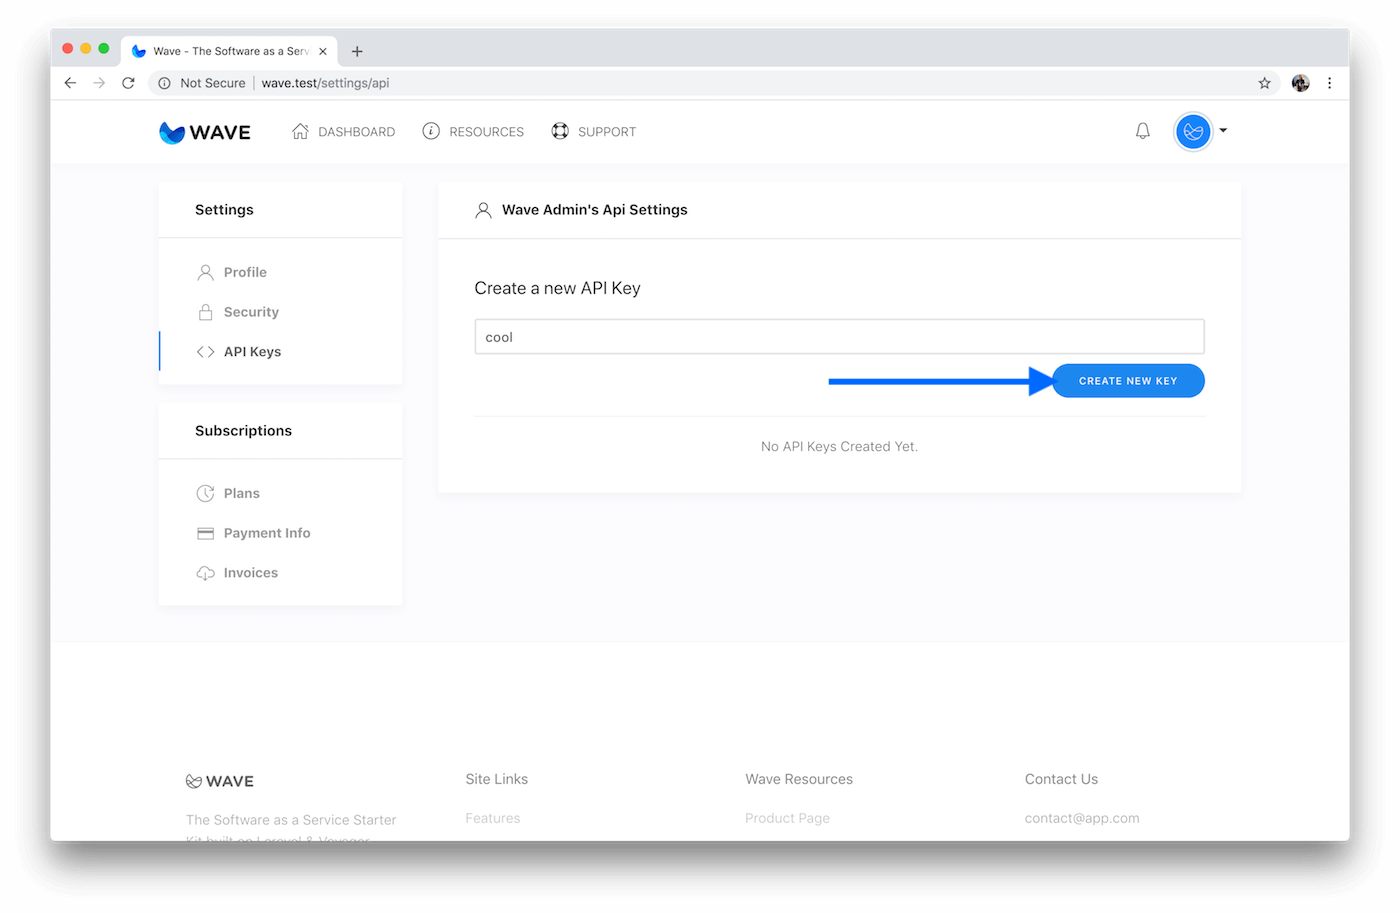 Wave - The Software as a Serv
Not Secure | wave.test/settings/api
WAVE DASHBOARD RESOURCES SUPPORT
Settings
Profile
Security
API Keys
Subscriptions
Plans
Payment Info
Invoices
Wave Admin's Api Settings
Create a new API Key
cool
CREATE NEW KEY
No API Keys Created Yet.
WAVE
The Software as a Service Starter
Kit built on Laravel & Voyager
Site Links
Features
Wave Resources
Product Page
Contact Us
contact@app.com